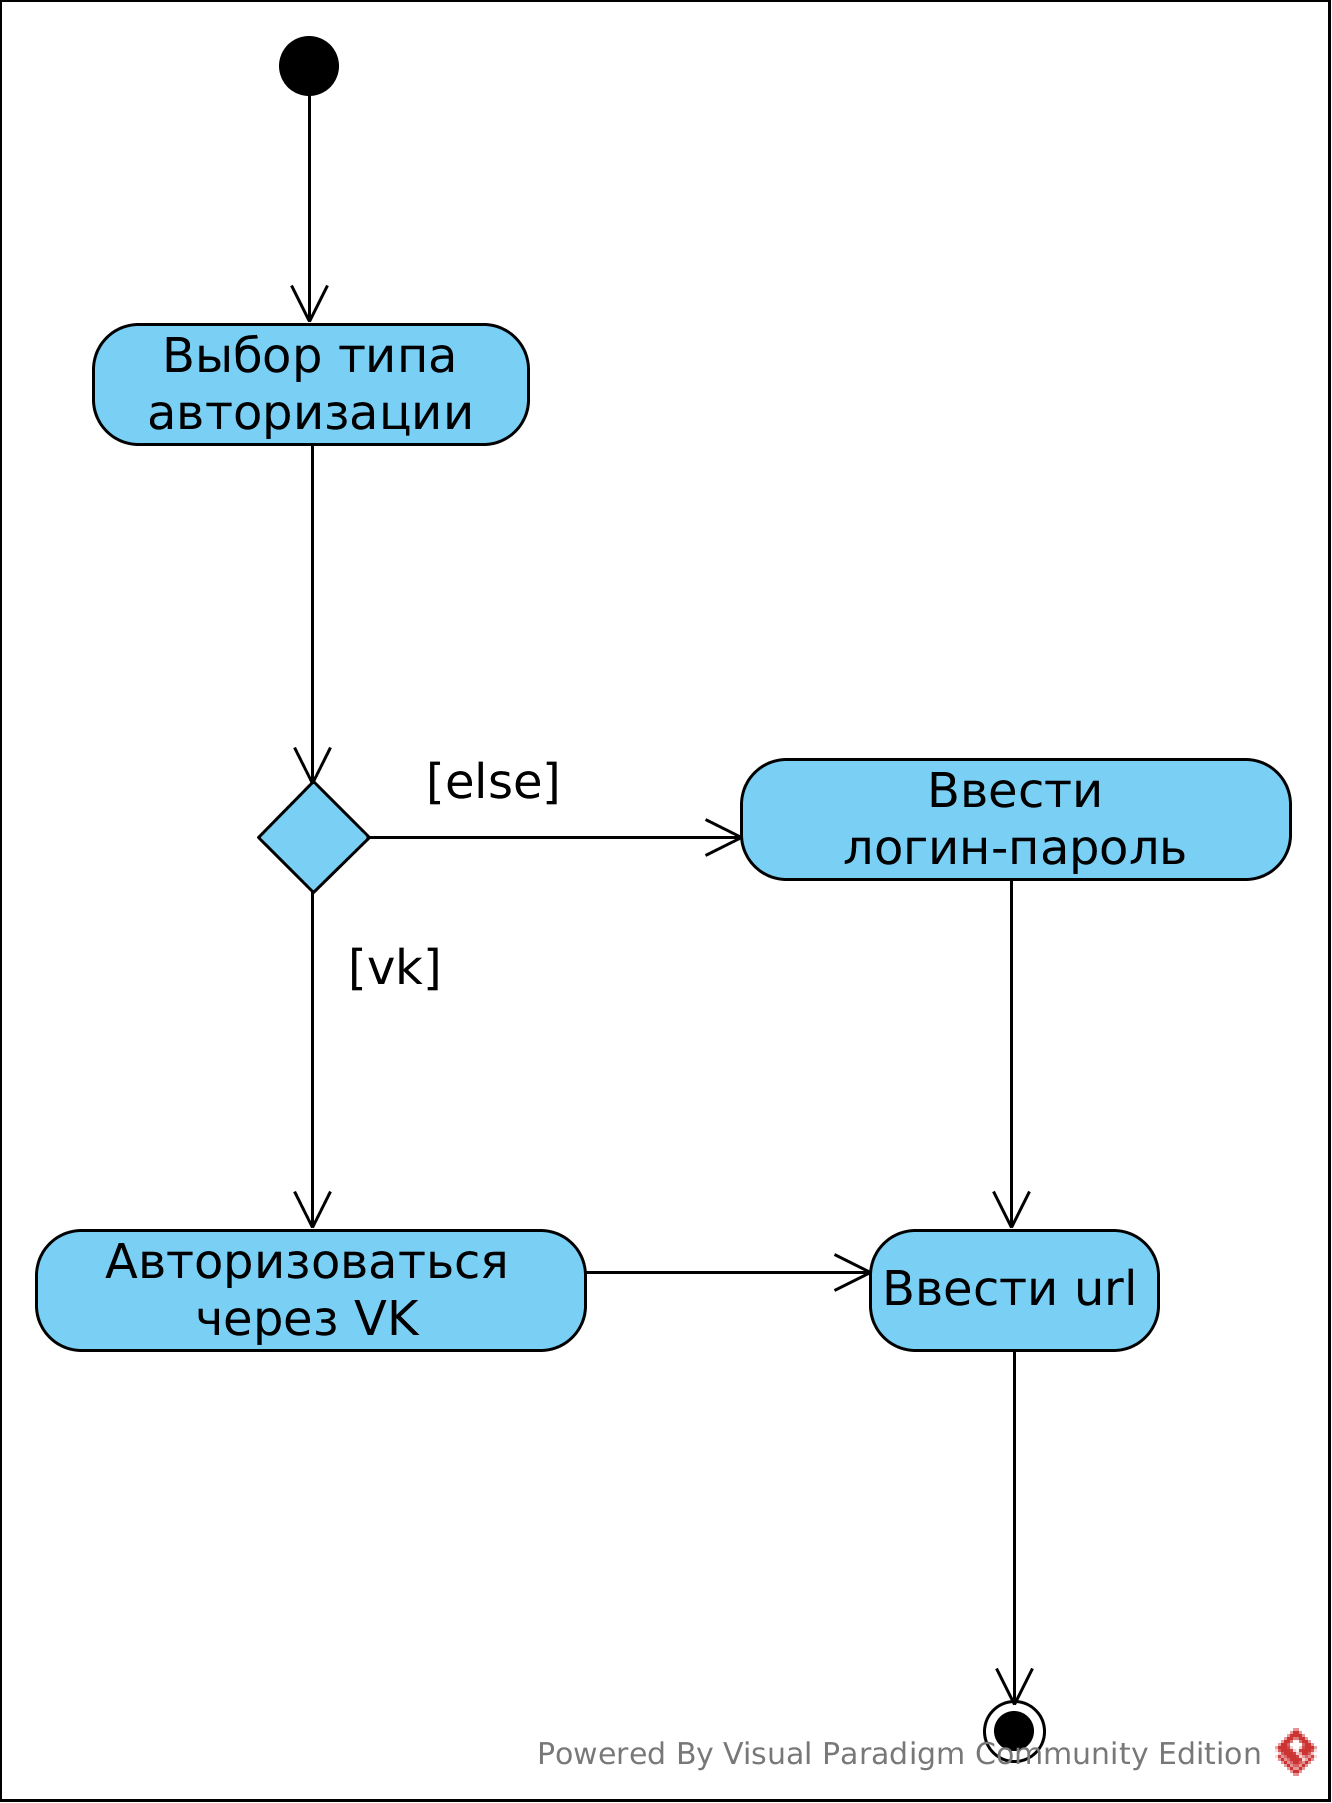 Выбор типа
авторизации
[else]
Ввести
логин-пароль
[vk]
Авторизоваться
через VK
Ввести url
Powered By Visual Paradigm Community Edition